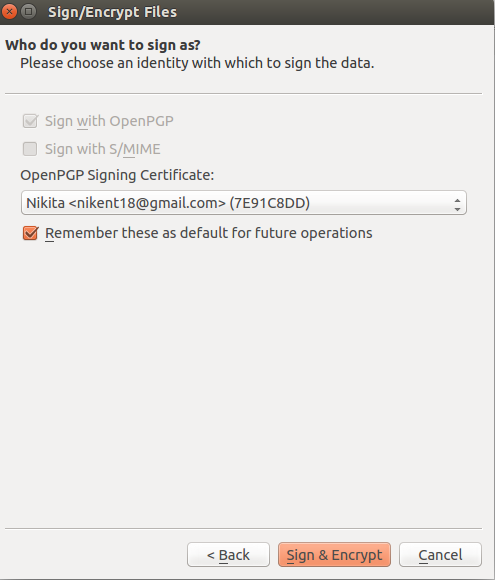 Sign/Encrypt Files
Who do you want to sign as?
Please choose an identity with which to sign the data.
Sign with OpenPGP
Sign with S/MIME
OpenPGP Signing Certificate:
Nikita <nikent18@gmail.com> (7E91C8DD)
Remember these as default for future operations
< Back Sign & Encrypt Cancel